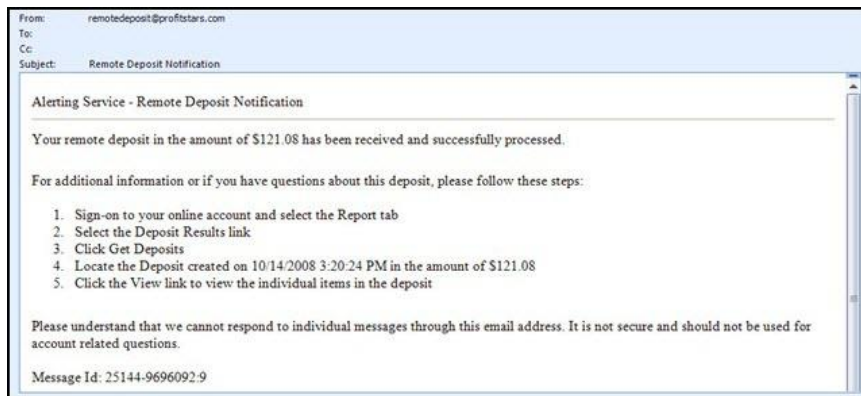 From: remotedeposit@profitstars.com
To:
Cc:
Subject: Remote Deposit Notification
Alerting Service - Remote Deposit Notification
Your remote deposit in the amount of $121.08 has been received and successfully processed.
For additional information or if you have questions about this deposit, please follow these steps:
1. Sign-on to your online account and select the Report tab
2. Select the Deposit Results link
3. Click Get Deposits
4. Locate the Deposit created on 10/14/2008 3:20:24 PM in the amount of $121.08
5. Click the View link to view the individual items in the deposit
Please understand that we cannot respond to individual messages through this email address. It is not secure and should not be used for
account related questions.
Message Id: 25144-9696092:9